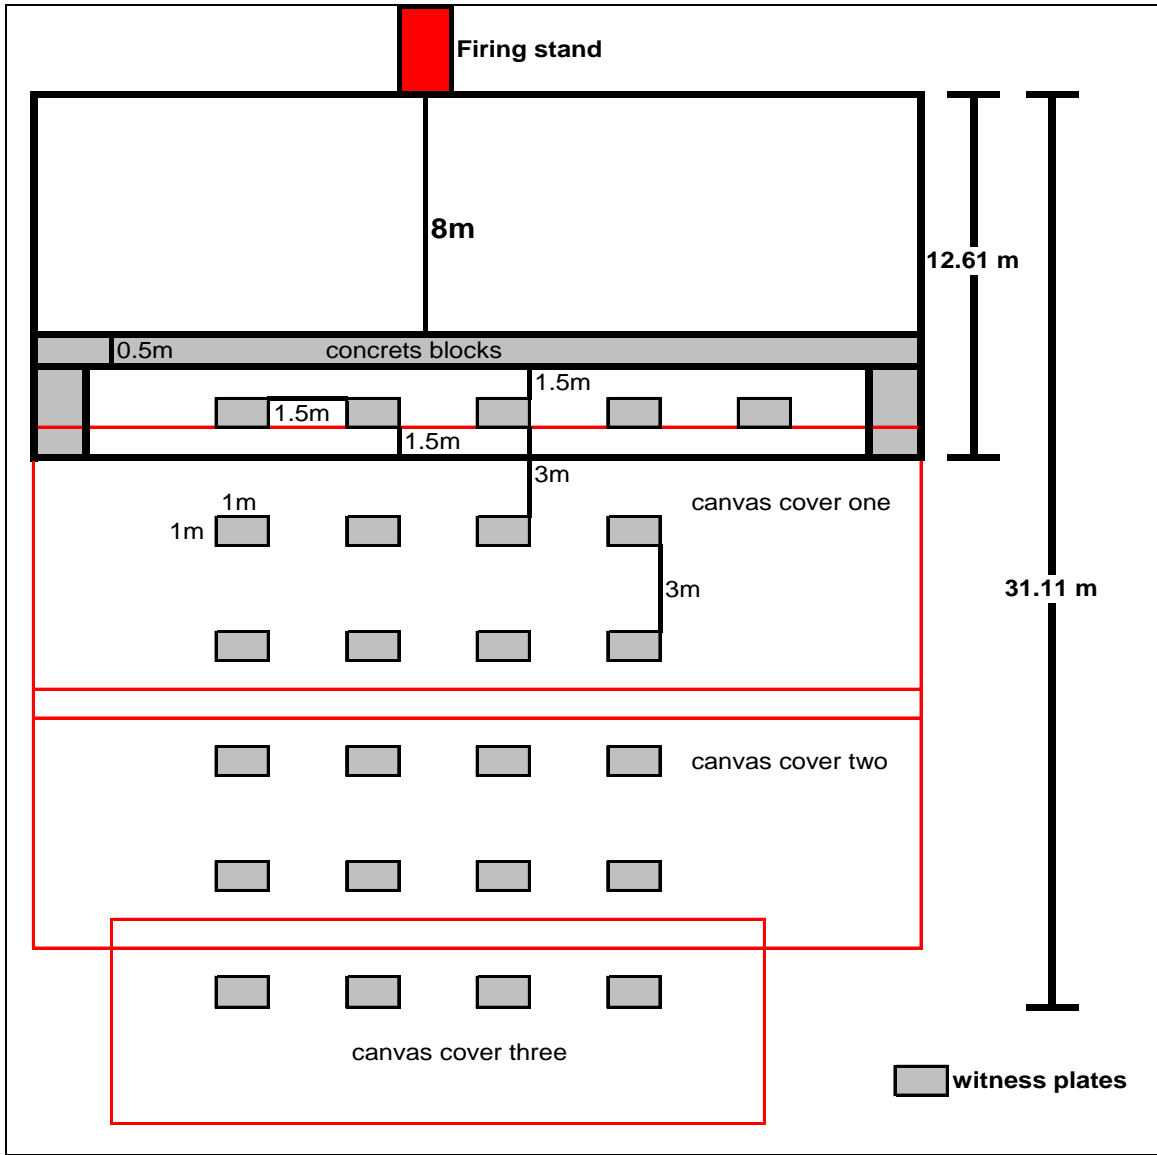 Firing stand
8m
12.61 m
0.5m
concrets blocks
1.5m
1.5m
1.5m
3m
1m
canvas cover one
1m
3m
31.11 m
canvas cover two
canvas cover three
witness plates